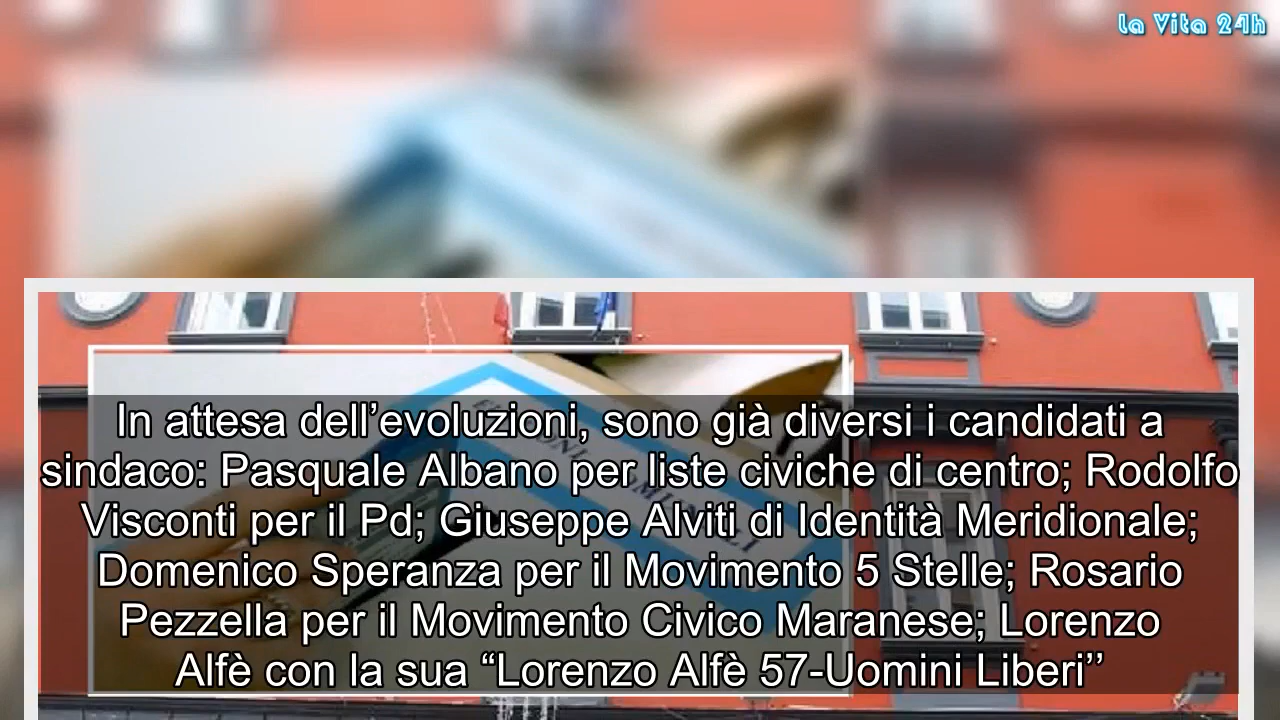 La Vita 24h
In attesa dell’evoluzioni, sono già diversi i candidati a
sindaco: Pasquale Albano per liste civiche di centro; Rodolfo
Visconti per il Pd; Giuseppe Alviti di Identità Meridionale;
Domenico Speranza per il Movimento 5 Stelle; Rosario
Pezzella per il Movimento Civico Maranese; Lorenzo
Alfè con la sua “Lorenzo Alfè 57-Uomini Liberi’’